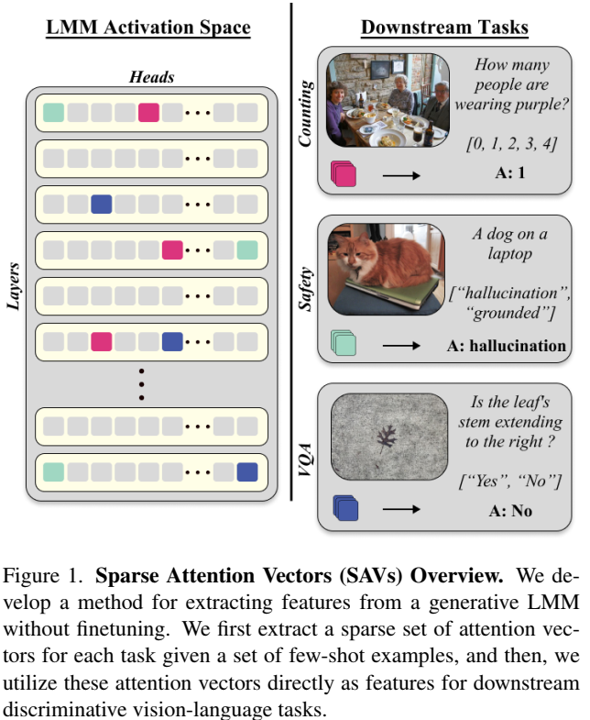 LMM Activation Space
Heads
Layers
Downstream Tasks
Counting
How many
people are
wearing purple?
[0, 1, 2, 3, 4]
A: 1
Safety
A dog on a
laptop
[“hallucination”,
“grounded”]
A: hallucination
VQA
Is the leaf's
stem extending
to the right ?
[“Yes”, “No”]
A: No
Figure 1. Sparse Attention Vectors (SAVs) Overview. We de-
velop a method for extracting features from a generative LMM
without finetuning. We first extract a sparse set of attention vec-
tors for each task given a set of few-shot examples, and then, we
utilize these attention vectors directly as features for downstream
discriminative vision-language tasks.